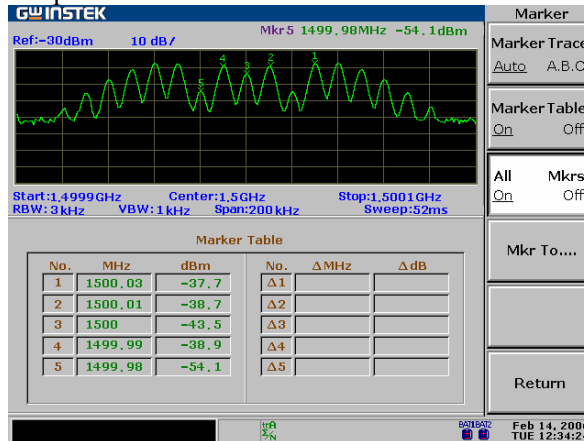 GWINSTEK
Marker
Mkr5 1499.98MHz -54.1dBm
Ref:-30dBm 10 dB/
Marker Trace
Auto A.B.C
4 3 2 1
5
Marker Table
On Off
All Mkrs
On Off
Start:1.4999GHz Center:1.5GHz Stop:1.5001GHz
RBW:3kHz VBW:1kHz Span:200kHz Sweep:52ms
Mkr To....
Marker Table
No. MHz dBm No. ΔMHz ΔdB
1 1500.03 -37.7 Δ1
2 1500.01 -38.7 Δ2
3 1500 -43.5 Δ3
4 1499.99 -38.9 Δ4
5 1499.98 -54.1 Δ5
Return
BAT1BAT2
Feb 14, 200
TUE 12:34:2